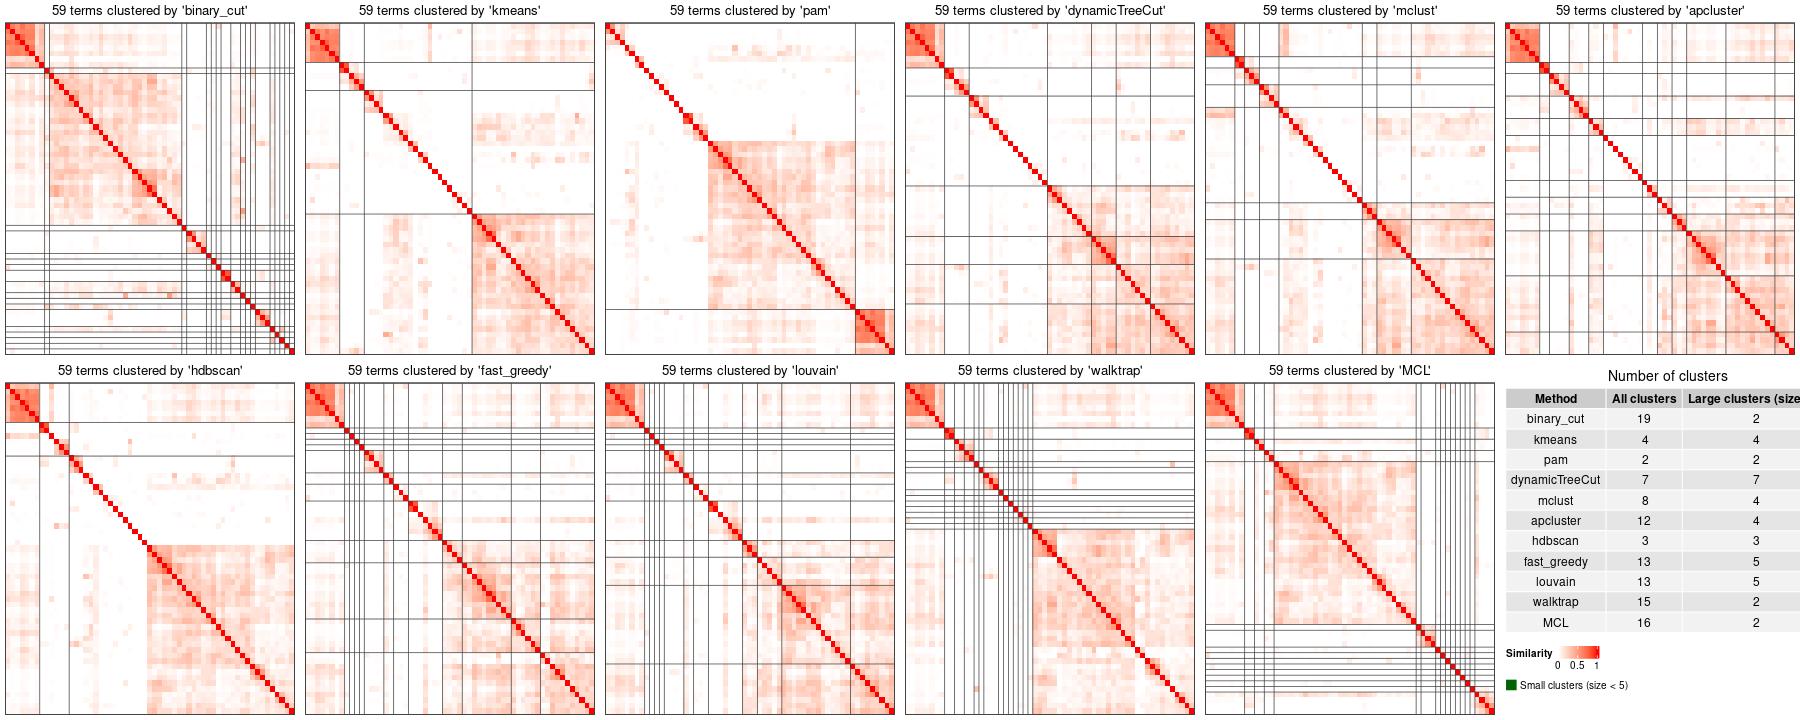 59 terms clustered by 'binary_cut'
59 terms clustered by 'kmeans'
59 terms clustered by 'pam'
59 terms clustered by 'dynamicTreeCut'
59 terms clustered by 'mclust'
59 terms clustered by 'apcluster'
59 terms clustered by 'hdbscan'
59 terms clustered by 'fast_greedy'
59 terms clustered by 'louvain'
59 terms clustered by 'walktrap'
59 terms clustered by 'MCL'
Number of clusters
Method All clusters Large clusters (size
binary_cut 19 2
kmeans 4 4
pam 2 2
dynamicTreeCut 7 7
mclust 8 4
apcluster 12 4
hdbscan 3 3
fast_greedy 13 5
louvain 13 5
walktrap 15 2
MCL 16 2
Similarity
0 0.5 1
Small clusters (size < 5)